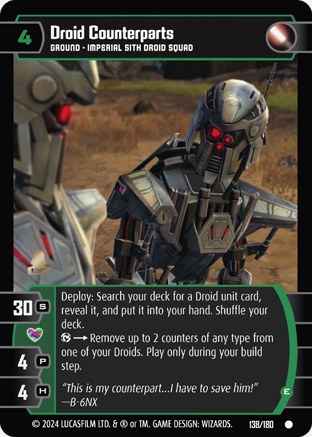 4
Droid Counterparts
GROUND - IMPERIAL SITH DROID SQUAD
30 S
4 P
4 H
Deploy: Search your deck for a Droid unit card,
reveal it, and put it into your hand. Shuffle your
deck.
Remove up to 2 counters of any type from
one of your Droids. Play only during your build
step.
“This is my counterpart...I have to save him!”
—B-6NX
E
© 2024 LUCASFILM LTD. & ® or TM. GAME DESIGN: WIZARDS.
138/180